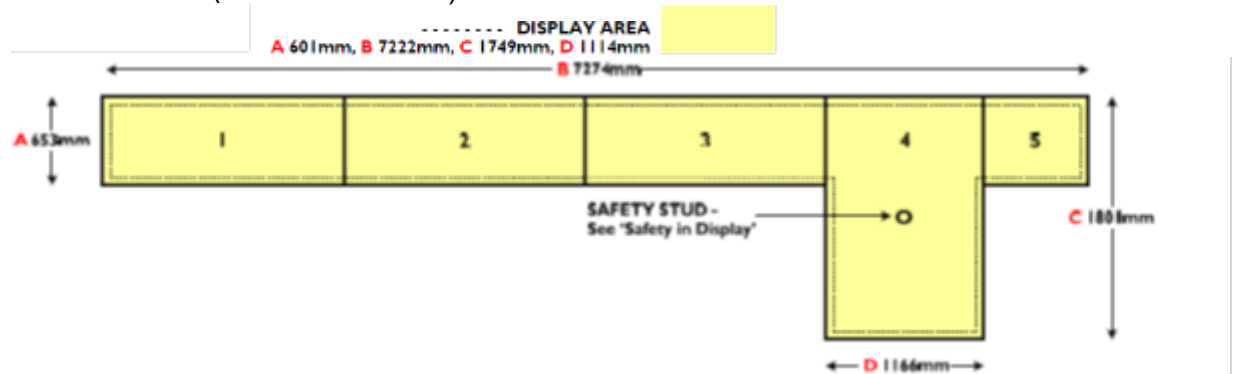 -------- DISPLAY AREA
A 601mm, B 7222mm, C 1749mm, D 1114mm
B 7274mm
A 653mm
1
2
3
4
5
SAFETY STUD -
See 'Safety in Display'
C 1801mm
D 1166mm